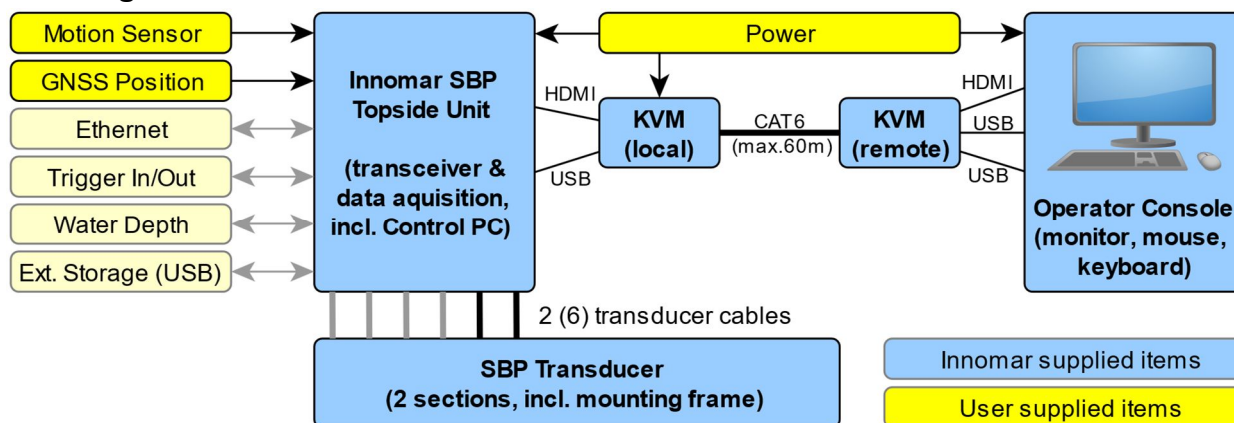 Motion Sensor
GNSS Position
Ethernet
Trigger In/Out
Water Depth
Ext. Storage (USB)
Innomar SBP
Topside Unit
(transceiver &
data aquisition,
incl. Control PC)
Power
HDMI
USB
KVM
(local)
CAT6
(max.60m)
KVM
(remote)
HDMI
USB
USB
Operator Console
(monitor, mouse,
keyboard)
2 (6) transducer cables
SBP Transducer
(2 sections, incl. mounting frame)
Innomar supplied items
User supplied items